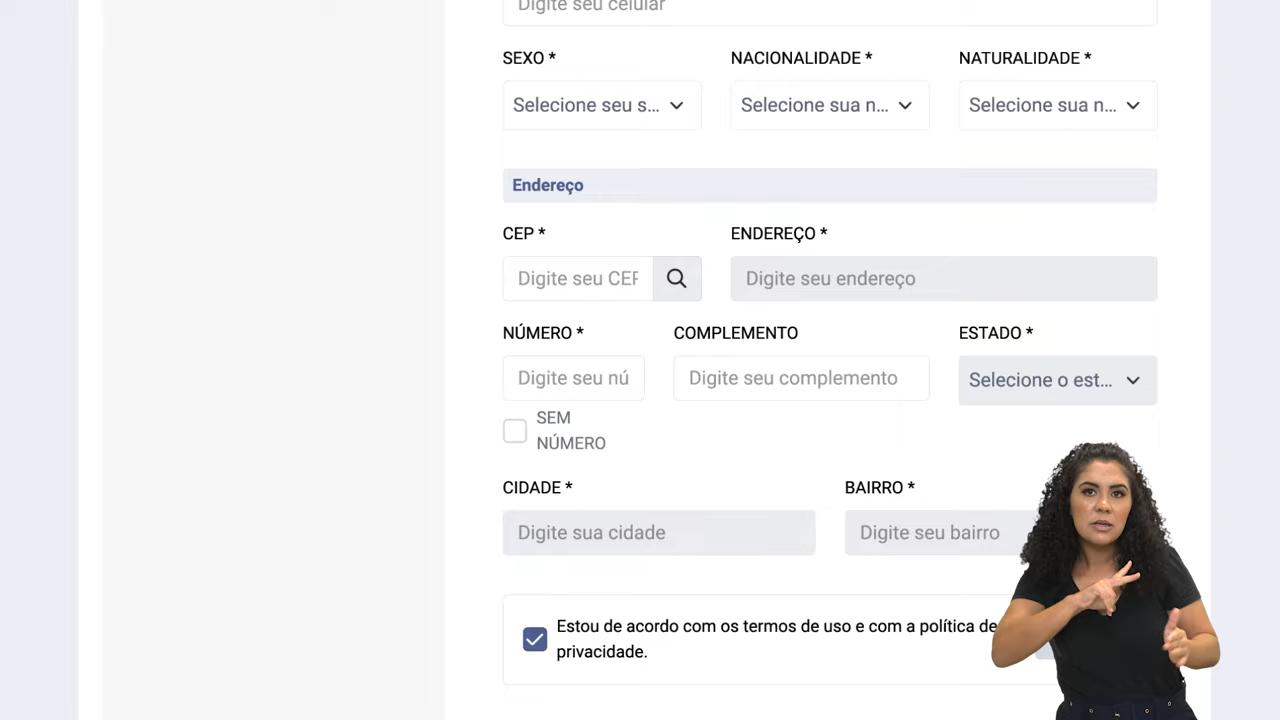 Digite seu celular
SEXO * NACIONALIDADE * NATURALIDADE *
Selecione seu s... Selecione sua n... Selecione sua n...
Endereço
CEP * ENDEREÇO *
Digite seu CEP Digite seu endereço
NÚMERO * COMPLEMENTO ESTADO *
Digite seu nú Digite seu complemento Selecione o est...
SEM
NÚMERO
CIDADE * BAIRRO *
Digite sua cidade Digite seu bairro
Estou de acordo com os termos de uso e com a política de
privacidade.